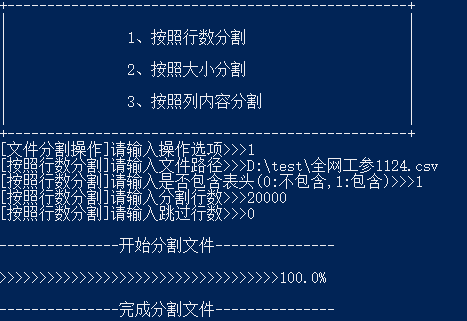 1、按照行数分割
2、按照大小分割
3、按照列内容分割
[文件分割操作]请输入操作选项>>>1
[按照行数分割]请输入文件路径>>>D:\test\全网工参1124.csv
[按照行数分割]请输入是否包含表头(0:不包含,1:包含)>>>1
[按照行数分割]请输入分割行数>>>20000
[按照行数分割]请输入跳过行数>>>0
---------------开始分割文件---------------
>>>>>>>>>>>>>>>>>>>>>>>>>>>>>>>>>>>100.0%
---------------完成分割文件---------------